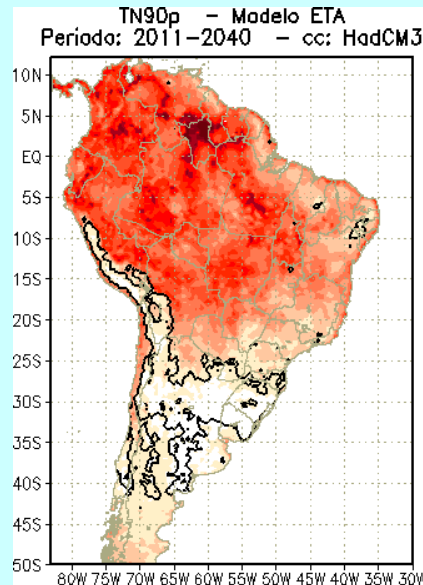 TN90p – Modelo ETA
Periodo: 2011–2040 – cc: HadCM3
10N
5N
EQ
5S
10S
15S
20S
25S
30S
35S
40S
45S
50S
80W 75W 70W 65W 60W 55W 50W 45W 40W 35W 30W